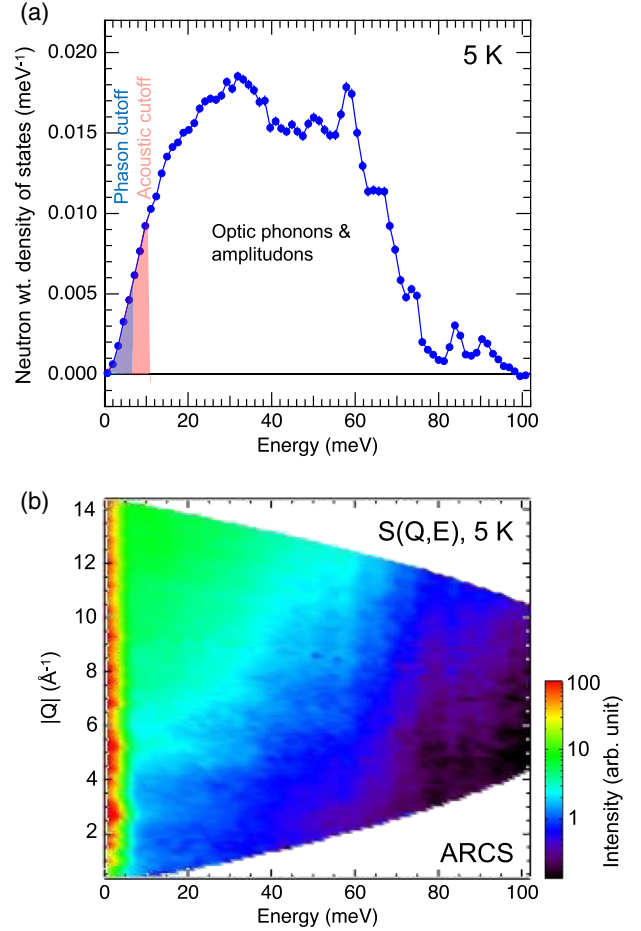 (a)
5 K
Neutron wt. density of states (meV⁻¹)
0.020
0.015
0.010
0.005
0.000
Phason cutoff
Acoustic cutoff
Optic phonons &
amplitudons
0 20 40 60 80 100
Energy (meV)
(b)
S(Q,E), 5 K
|Q| (Å⁻¹)
14
12
10
8
6
4
2
ARCS
0 20 40 60 80 100
Energy (meV)
100
10
1
Intensity (arb. unit)